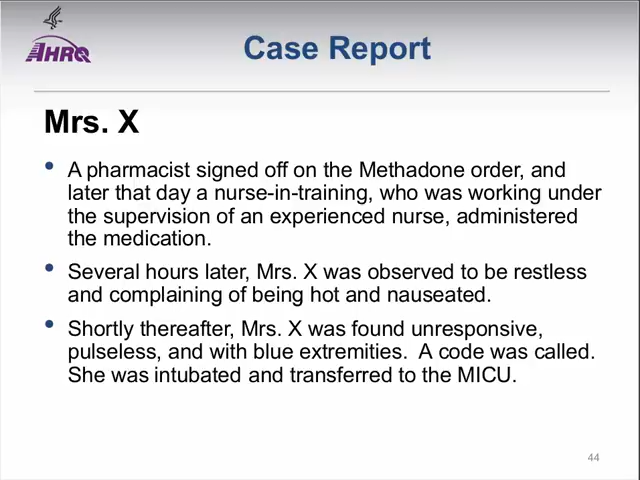 AHRQ
Case Report
Mrs. X
• A pharmacist signed off on the Methadone order, and
later that day a nurse-in-training, who was working under
the supervision of an experienced nurse, administered
the medication.
• Several hours later, Mrs. X was observed to be restless
and complaining of being hot and nauseated.
• Shortly thereafter, Mrs. X was found unresponsive,
pulseless, and with blue extremities.  A code was called.
She was intubated and transferred to the MICU.
44